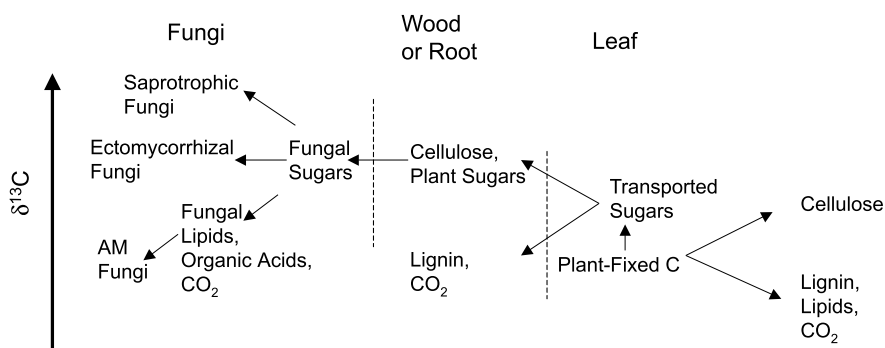 Fungi
Wood
or Root
Leaf
δ13C
Saprotrophic
Fungi
Ectomycorrhizal
Fungi
Fungal
Sugars
Fungal
Lipids,
Organic Acids,
CO2
AM
Fungi
Cellulose,
Plant Sugars
Lignin,
CO2
Transported
Sugars
Plant-Fixed C
Cellulose
Lignin,
Lipids,
CO2